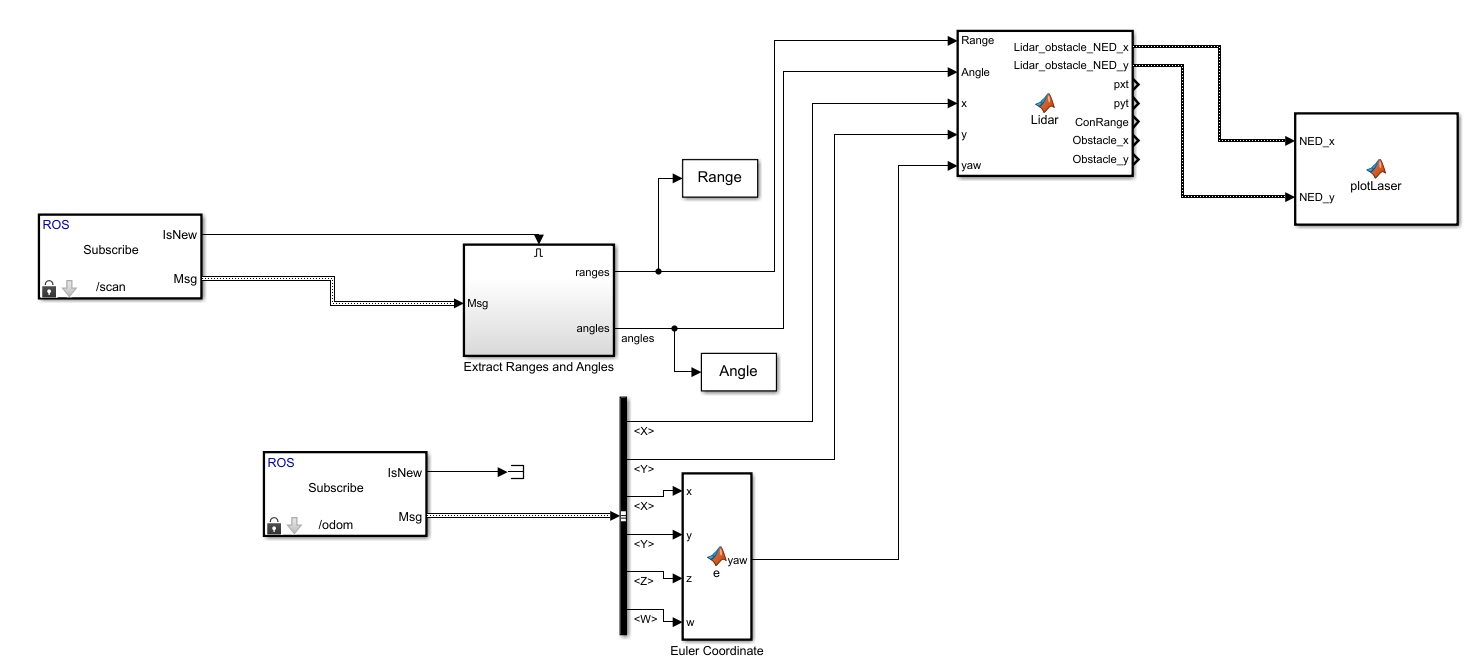 Range
Angle
x
y
yaw
Lidar
Lidar_obstacle_NED_x
Lidar_obstacle_NED_y
pxt
pyt
ConRange
Obstacle_x
Obstacle_y
NED_x
NED_y
plotLaser
Range
ROS
Subscribe
/scan
IsNew
Msg
Msg
ranges
angles
angles
Extract Ranges and Angles
Angle
ROS
Subscribe
/odom
IsNew
Msg
<X>
<Y>
<X>
<Y>
<Z>
<W>
x
y
z
w
e
yaw
Euler Coordinate